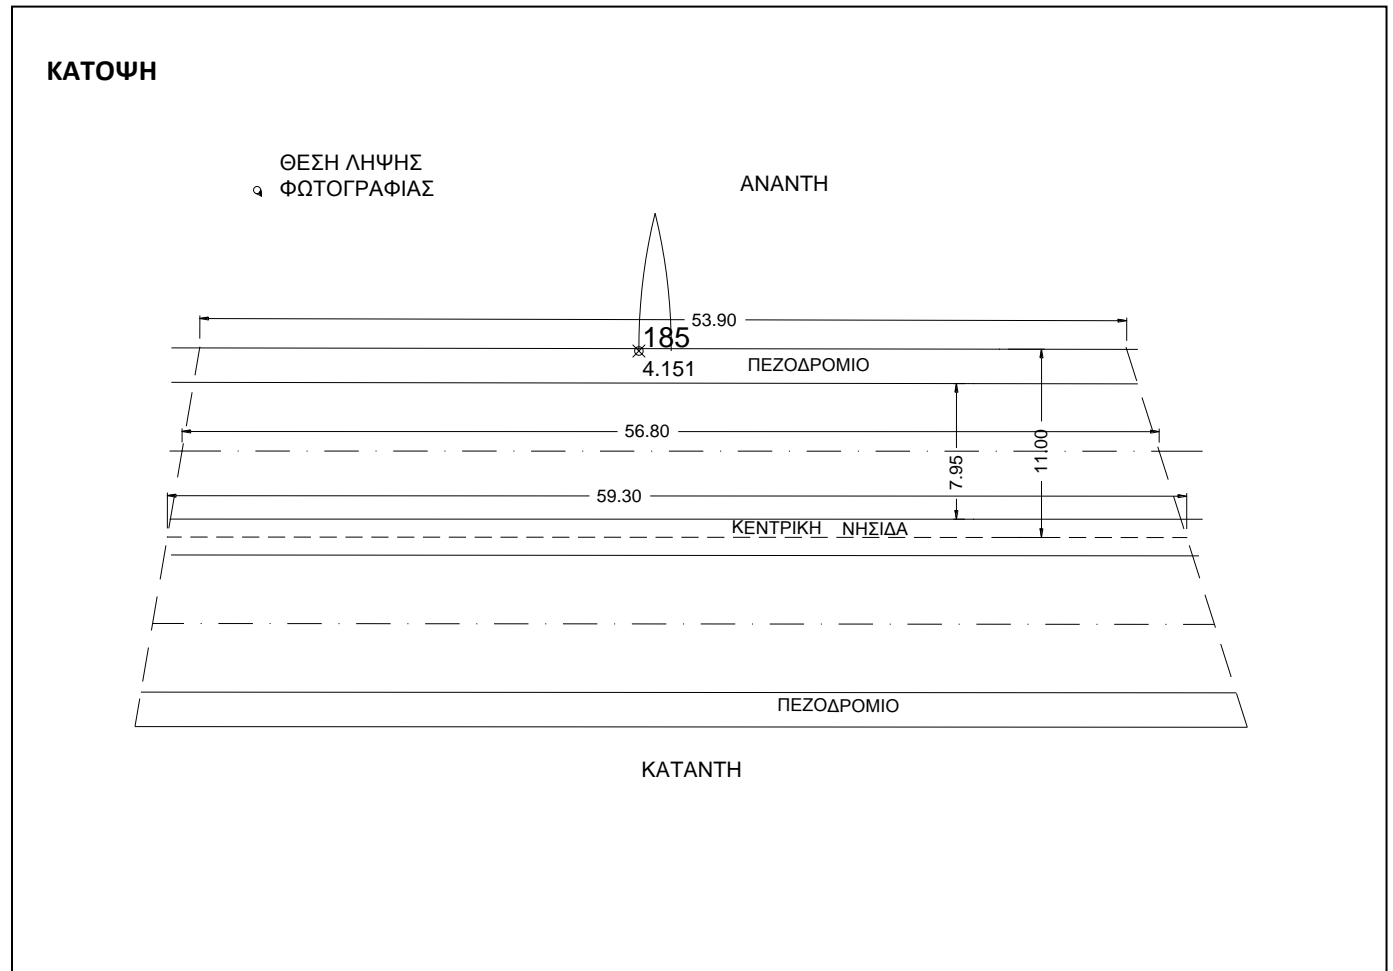 ΚΑΤΟΨΗ
ΘΕΣΗ ΛΗΨΗΣ
ΦΩΤΟΓΡΑΦΙΑΣ
ΑΝΑΝΤΗ
53.90
185
4.151
ΠΕΖΟΔΡΟΜΙΟ
56.80
11.00
7.95
59.30
ΚΕΝΤΡΙΚΗ ΝΗΣΙΔΑ
ΠΕΖΟΔΡΟΜΙΟ
ΚΑΤΑΝΤΗ